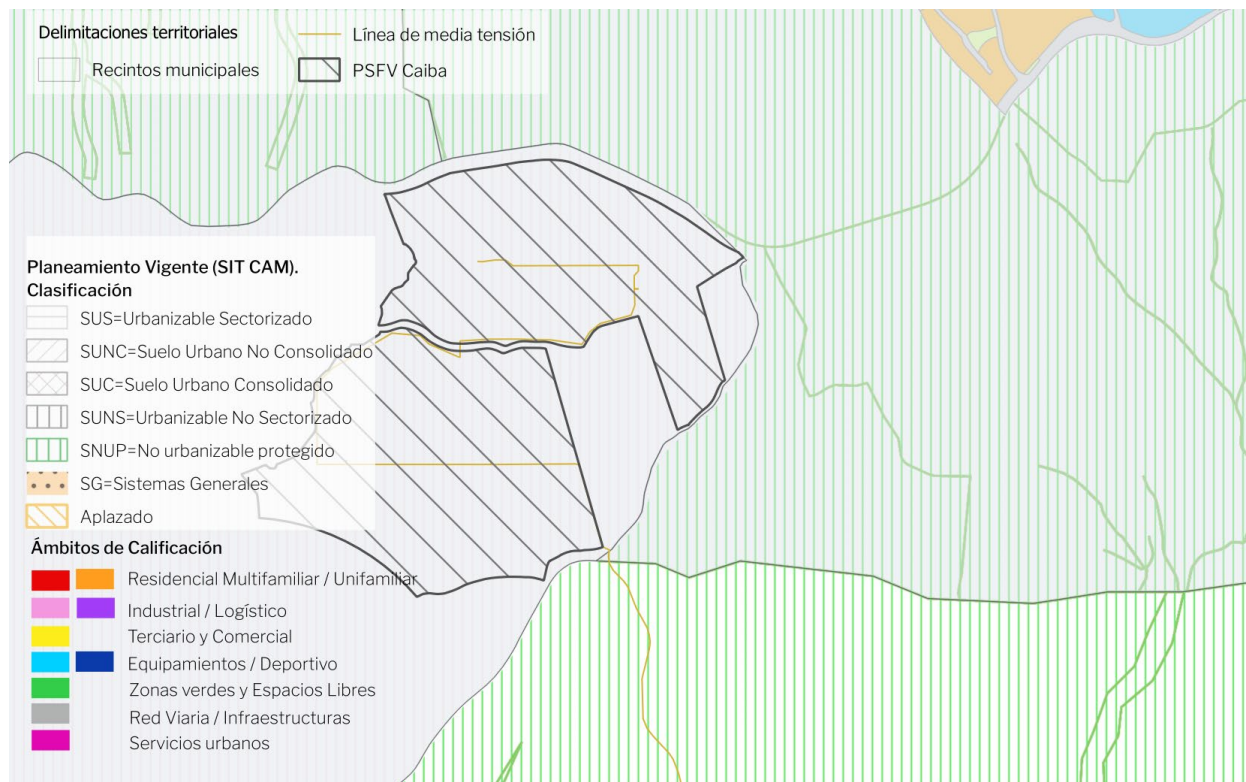 Delimitaciones territoriales
Línea de media tensión
Recintos municipales
PSFV Caiba
Planeamiento Vigente (SIT CAM).
Clasificación
SUS=Urbanizable Sectorizado
SUNC=Suelo Urbano No Consolidado
SUC=Suelo Urbano Consolidado
SUNS=Urbanizable No Sectorizado
SNUP=No urbanizable protegido
SG=Sistemas Generales
Aplazado
Ámbitos de Calificación
Residencial Multifamiliar / Unifamiliar
Industrial / Logístico
Terciario y Comercial
Equipamientos / Deportivo
Zonas verdes y Espacios Libres
Red Viaria / Infraestructuras
Servicios urbanos